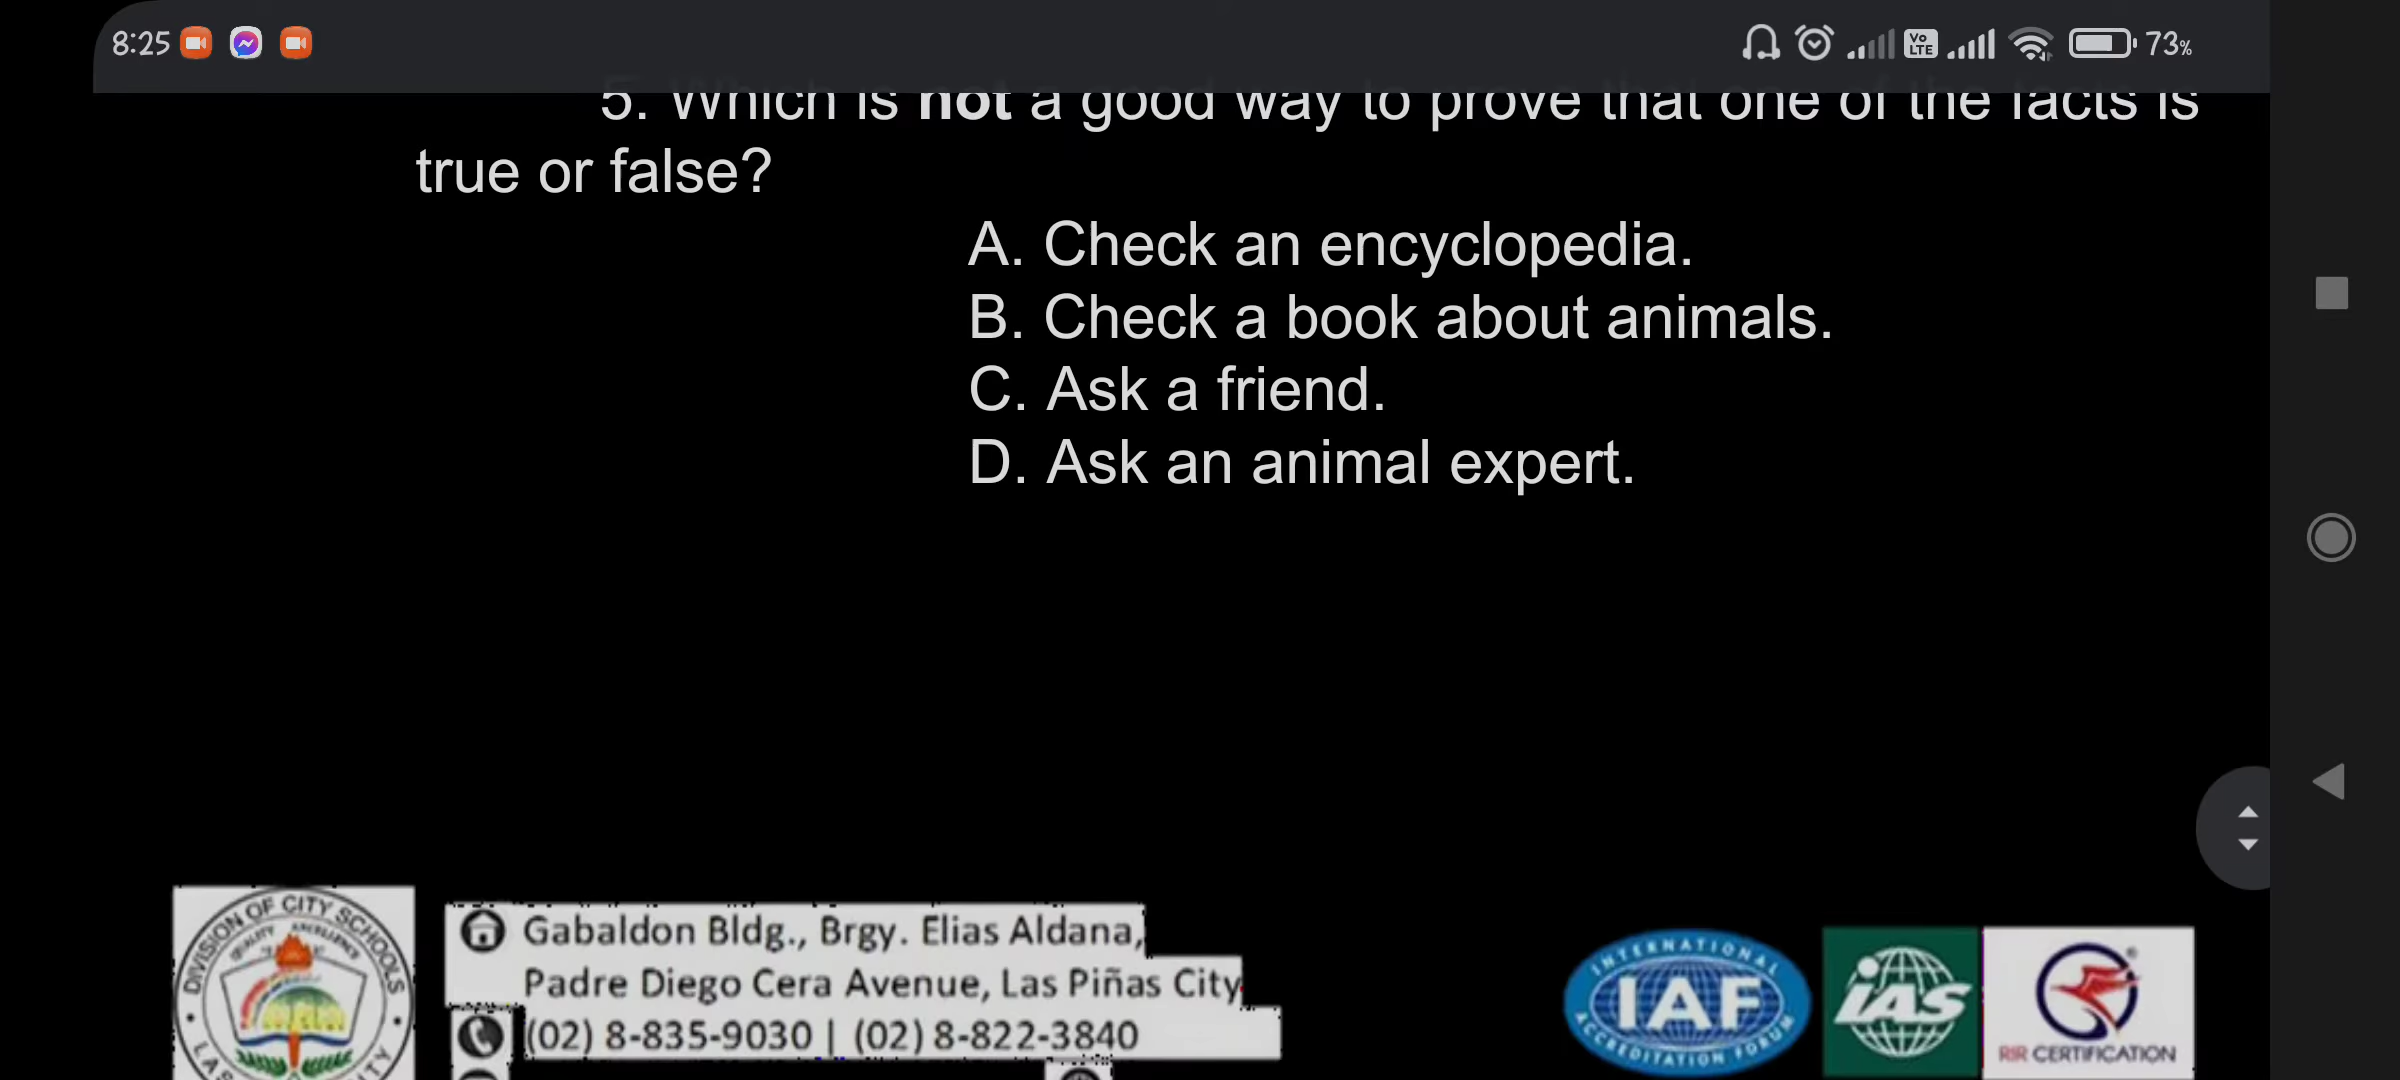 8:25
Vo
LTE
73%
5. Which is not a good way to prove that one of the facts is
true or false?
A. Check an encyclopedia.
B. Check a book about animals.
C. Ask a friend.
D. Ask an animal expert.
DIVISION OF CITY SCHOOLS
Gabaldon Bldg., Brgy. Elias Aldana,
Padre Diego Cera Avenue, Las Piñas City
(02) 8-835-9030 | (02) 8-822-3840
INTERNATIONAL
IAF
ACCREDITATION FORUM
iAS
®
RIR CERTIFICATION